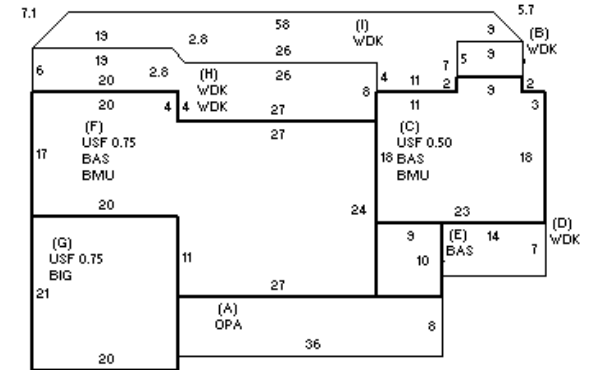 7.1 58 (I) 5.7
WDK
19 2.8 26 9 (B)
WDK
6 19 2.8 (H) 26 7 5 9
20 WDK 8 4 11 2 9 2
WDK
20 4 4 27 11 3
27
(F)
USF 0.75
BAS
BMU
17
(C)
USF 0.50
BAS
BMU
18 18
20 24 23
(D)
WDK
(G)
USF 0.75
BIG
21
11 9 (E)
BAS
14 7
10
27
(A)
OPA
8
36
20